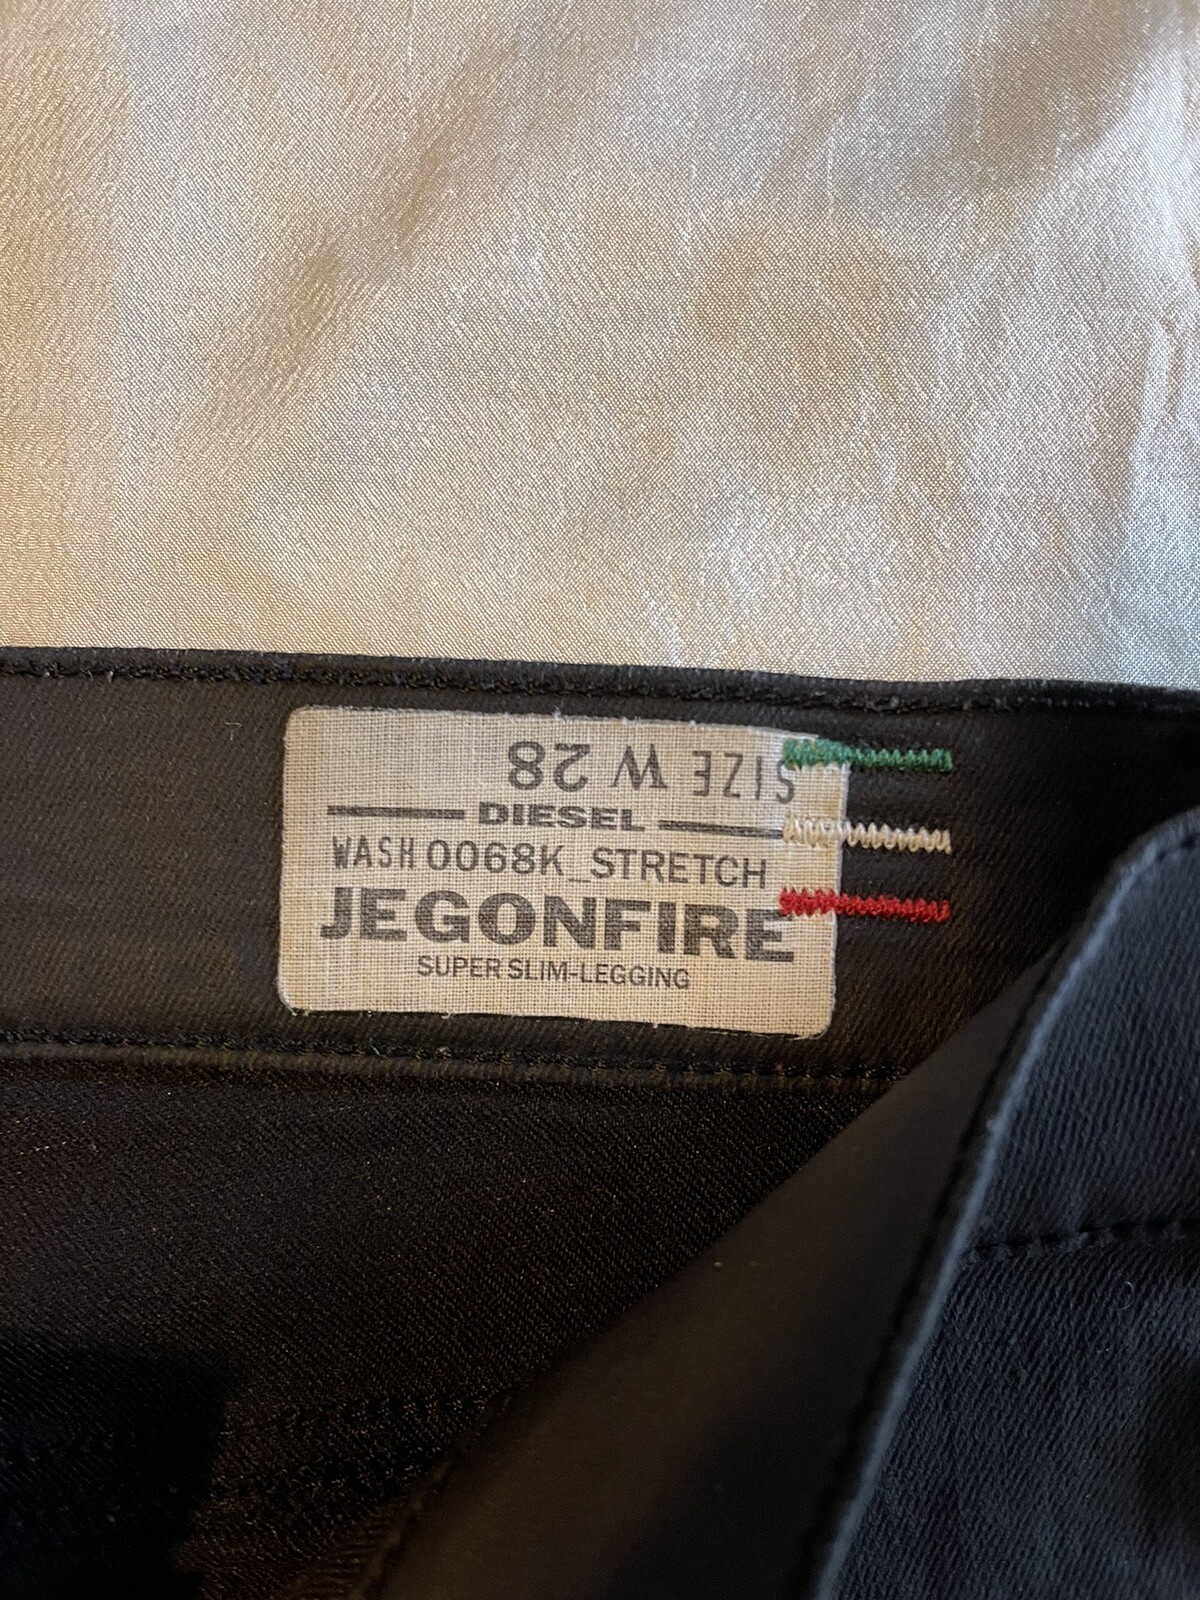 SIZE W 28
DIESEL
WASH 0068K_STRETCH
JEGONFIRE
SUPER SLIM-LEGGING